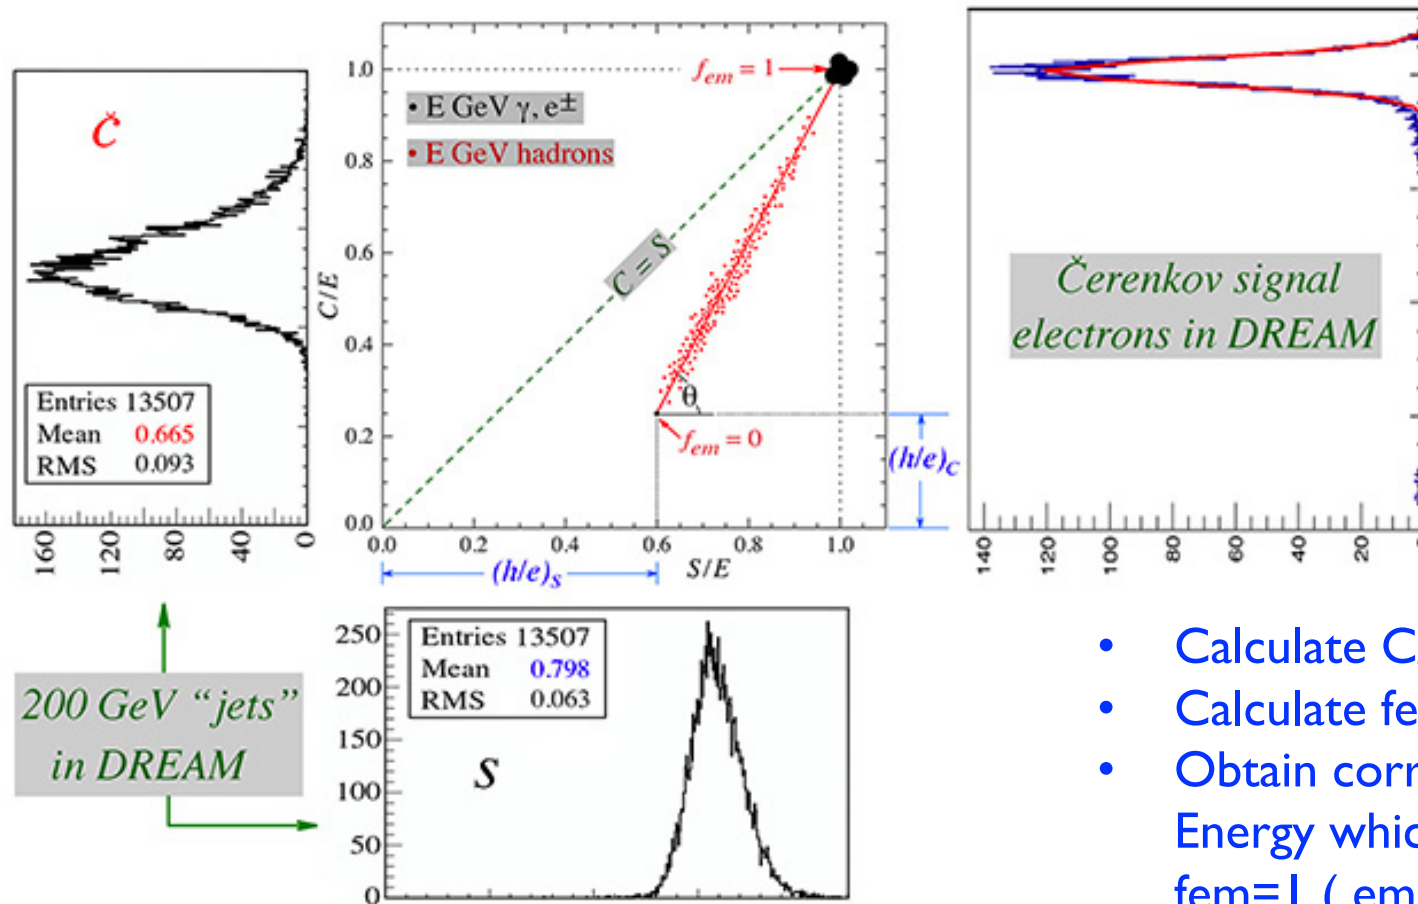 Č
Entries 13507
Mean 0.665
RMS 0.093
160 120 80 40 0
1.0
0.8
0.6
0.4
0.2
0.0
C/E
f_em = 1
• E GeV γ, e±
• E GeV hadrons
C = S
θ
f_em = 0
(h/e)_C
0.0 0.2 0.4 0.6 0.8 1.0
(h/e)_S
S/E
Čerenkov signal
electrons in DREAM
140 120 100 80 60 40 20 0
200 GeV “jets”
in DREAM
250
200
150
100
50
0
Entries 13507
Mean 0.798
RMS 0.063
S
• Calculate C
• Calculate fe
• Obtain corr
Energy whic
fem=1 ( em